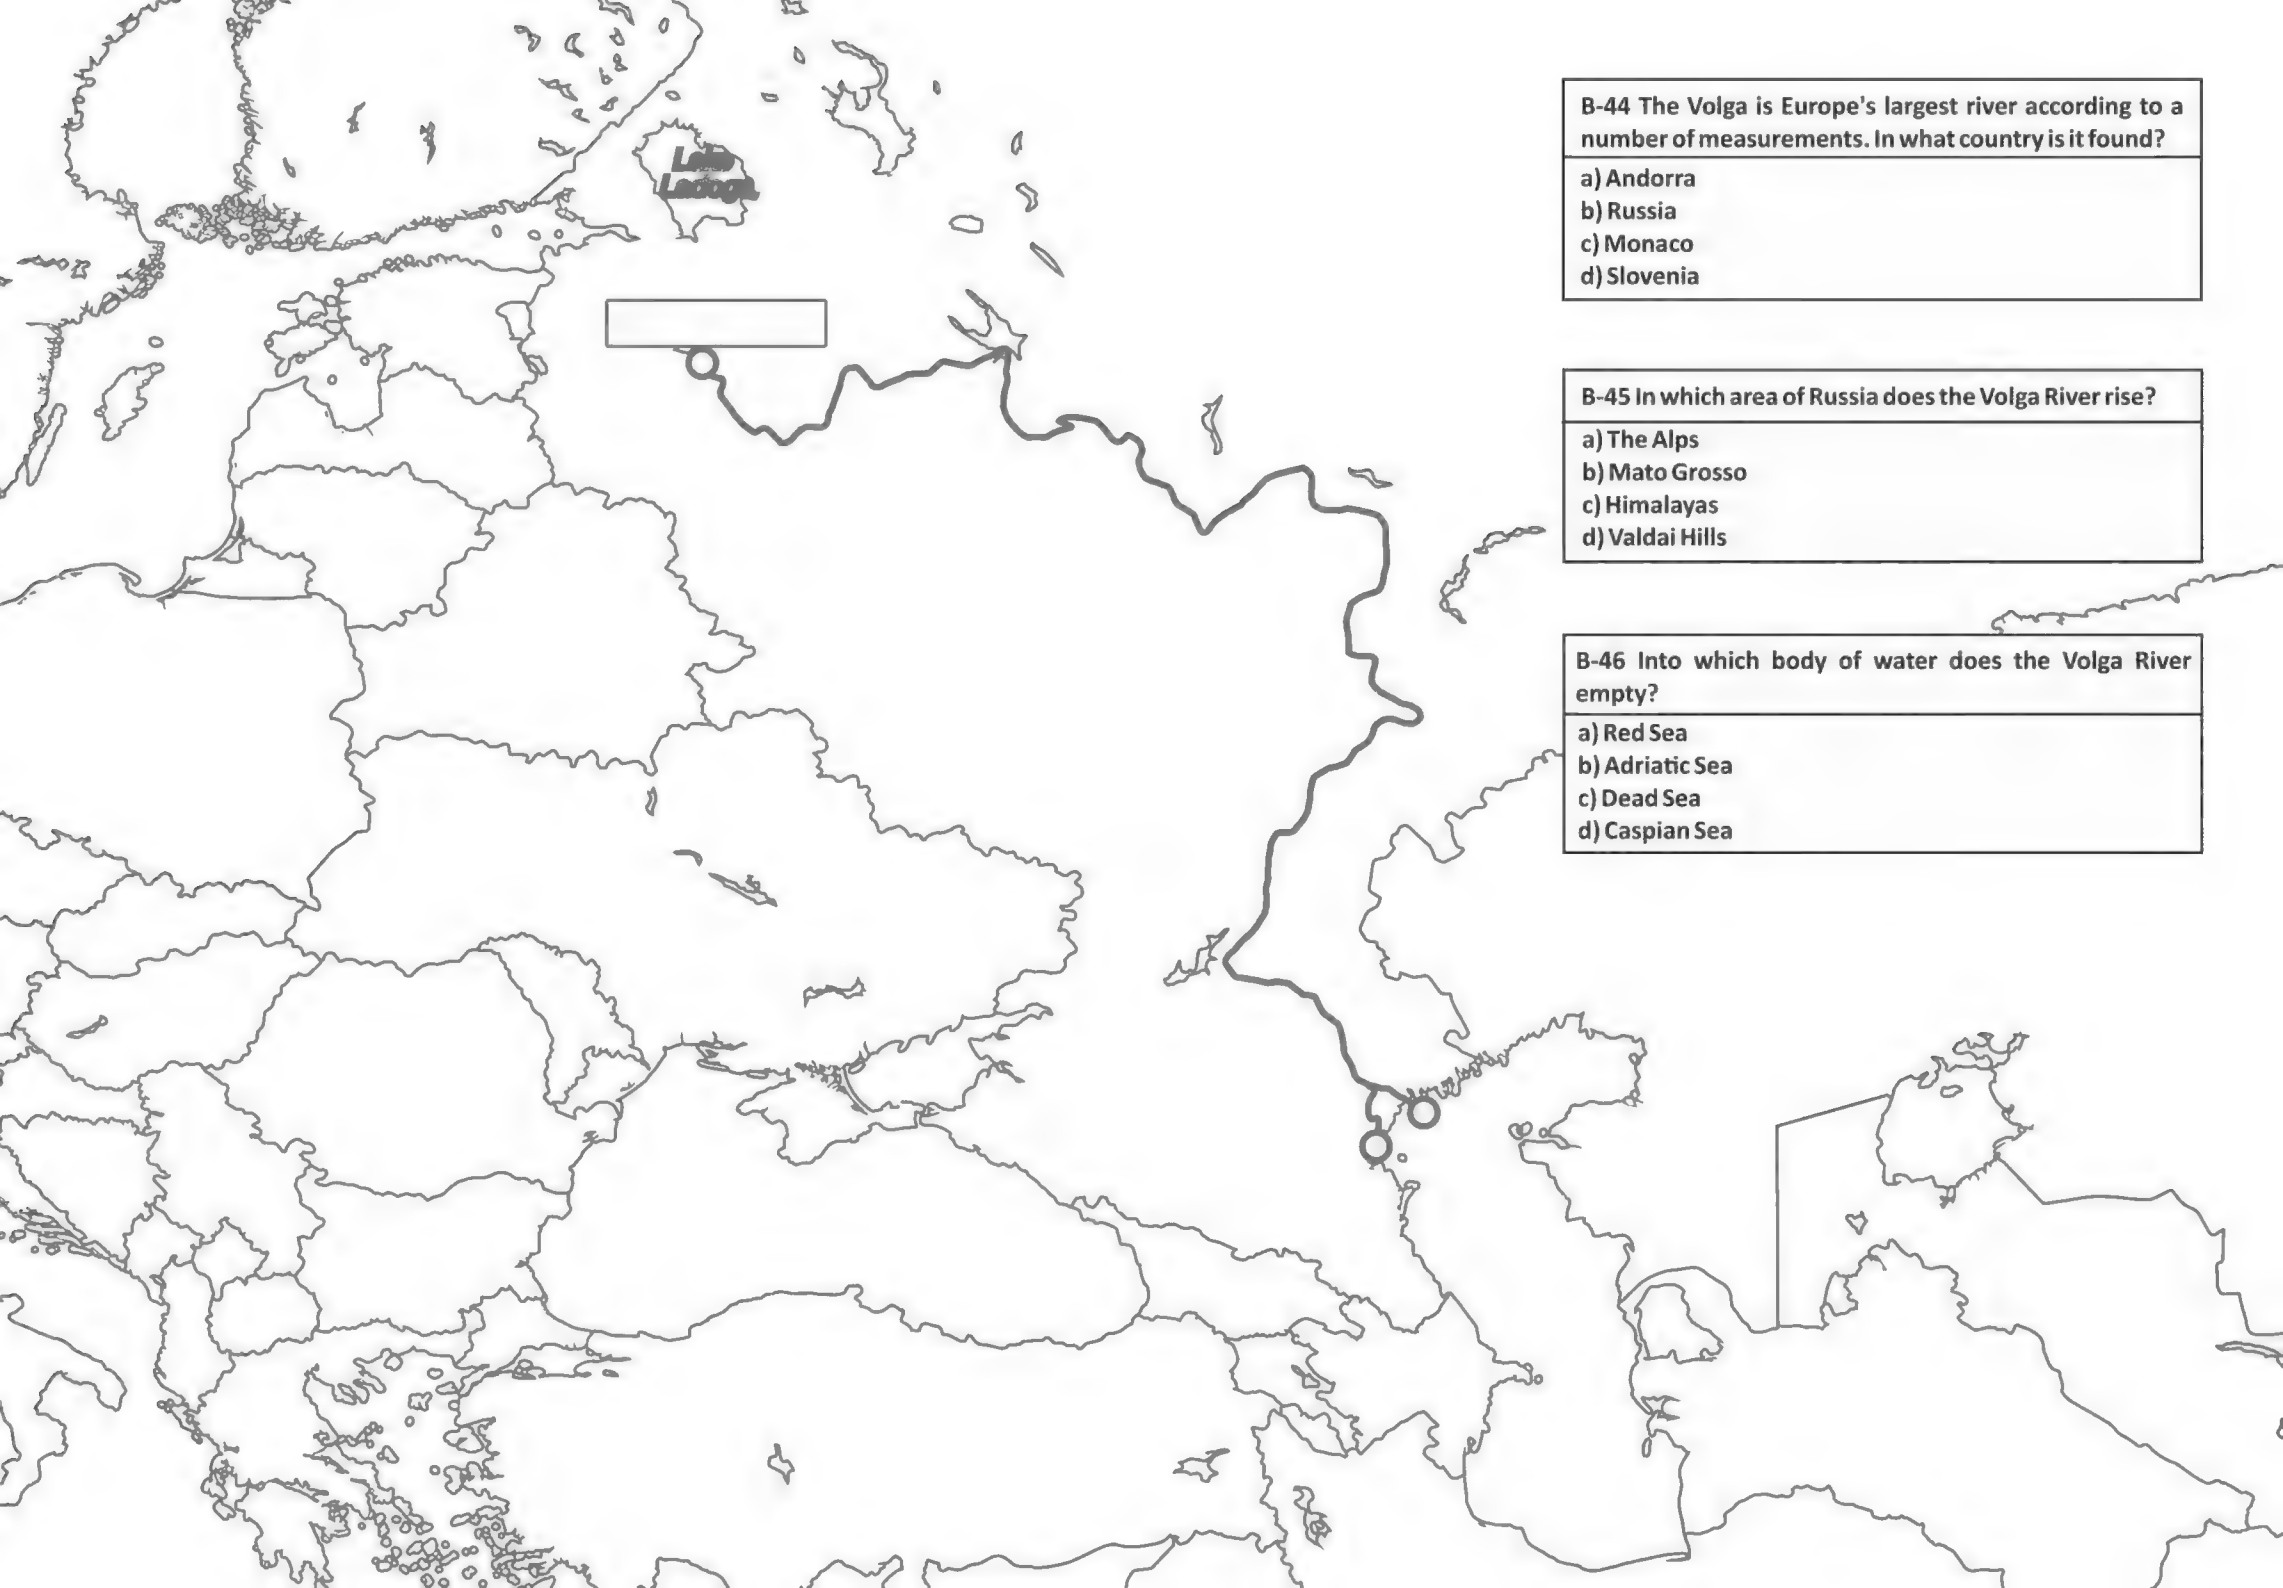 Lake
Ladoga
B-44 The Volga is Europe's largest river according to a
number of measurements. In what country is it found?
a) Andorra
b) Russia
c) Monaco
d) Slovenia
B-45 In which area of Russia does the Volga River rise?
a) The Alps
b) Mato Grosso
c) Himalayas
d) Valdai Hills
B-46 Into which body of water does the Volga River
empty?
a) Red Sea
b) Adriatic Sea
c) Dead Sea
d) Caspian Sea